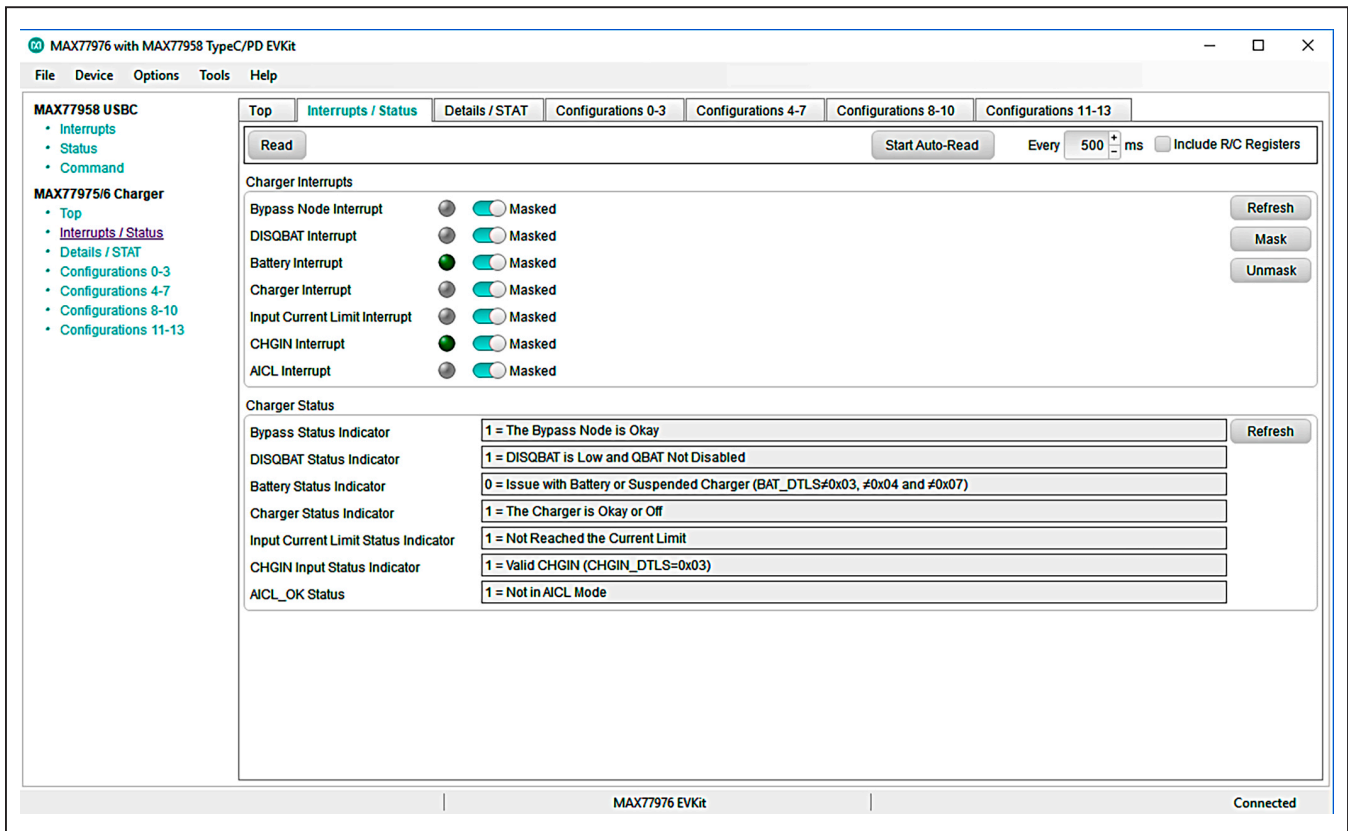 MAX77976 with MAX77958 TypeC/PD EVKit
File Device Options Tools Help
MAX77958 USBC
• Interrupts
• Status
• Command
MAX77975/6 Charger
• Top
• Interrupts / Status
• Details / STAT
• Configurations 0-3
• Configurations 4-7
• Configurations 8-10
• Configurations 11-13
Top Interrupts / Status Details / STAT Configurations 0-3 Configurations 4-7 Configurations 8-10 Configurations 11-13
Read Start Auto-Read Every 500 + - ms Include R/C Registers
Charger Interrupts
Bypass Node Interrupt Masked Refresh
DISQBAT Interrupt Masked Mask
Battery Interrupt Masked Unmask
Charger Interrupt Masked
Input Current Limit Interrupt Masked
CHGIN Interrupt Masked
AICL Interrupt Masked
Charger Status
Bypass Status Indicator 1 = The Bypass Node is Okay Refresh
DISQBAT Status Indicator 1 = DISQBAT is Low and QBAT Not Disabled
Battery Status Indicator 0 = Issue with Battery or Suspended Charger (BAT_DTLS≠0x03, ≠0x04 and ≠0x07)
Charger Status Indicator 1 = The Charger is Okay or Off
Input Current Limit Status Indicator 1 = Not Reached the Current Limit
CHGIN Input Status Indicator 1 = Valid CHGIN (CHGIN_DTLS=0x03)
AICL_OK Status 1 = Not in AICL Mode
MAX77976 EVKit Connected